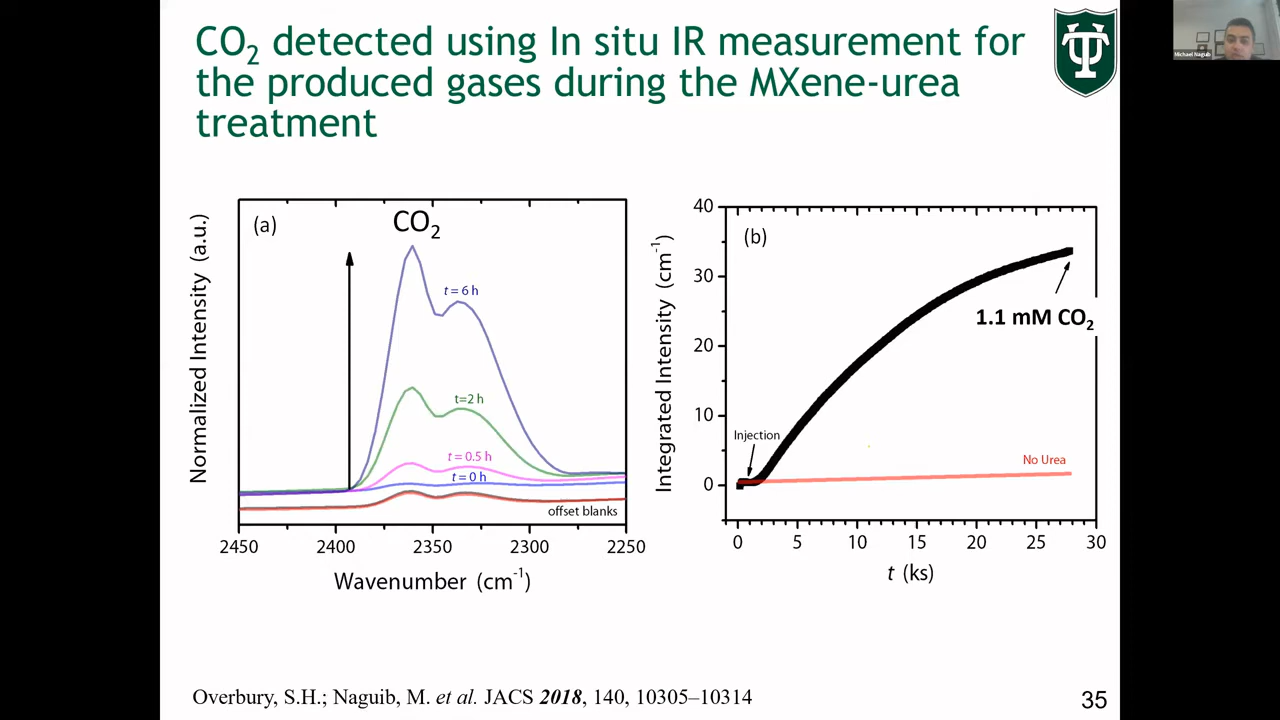 CO₂ detected using In situ IR measurement for
the produced gases during the MXene-urea
treatment
Michael Naguib
(a)
CO₂
t = 6 h
t=2 h
t = 0.5 h
t = 0 h
offset blanks
Normalized Intensity (a.u.)
2450 2400 2350 2300 2250
Wavenumber (cm⁻¹)
(b)
40
30
20
10
0
Integrated Intensity (cm⁻¹)
Injection
1.1 mM CO₂
No Urea
0 5 10 15 20 25 30
t (ks)
Overbury, S.H.; Naguib, M. et al. JACS 2018, 140, 10305–10314
35